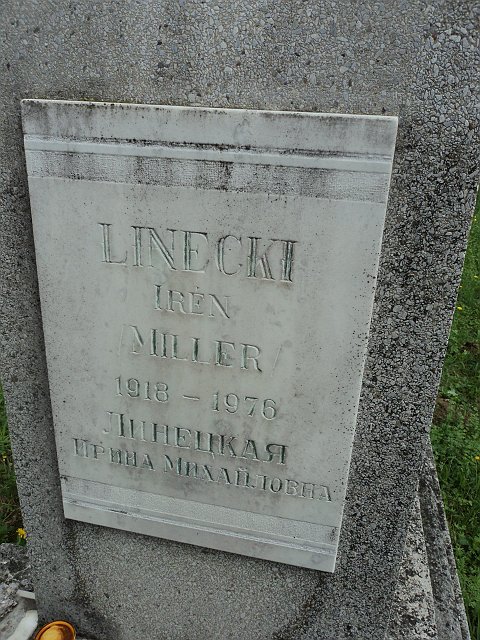 LINECKI
IRÉN
/MILLER/
1918 - 1976
ЛИНЕЦКАЯ
ИРИНА МИХАЙЛОВНА